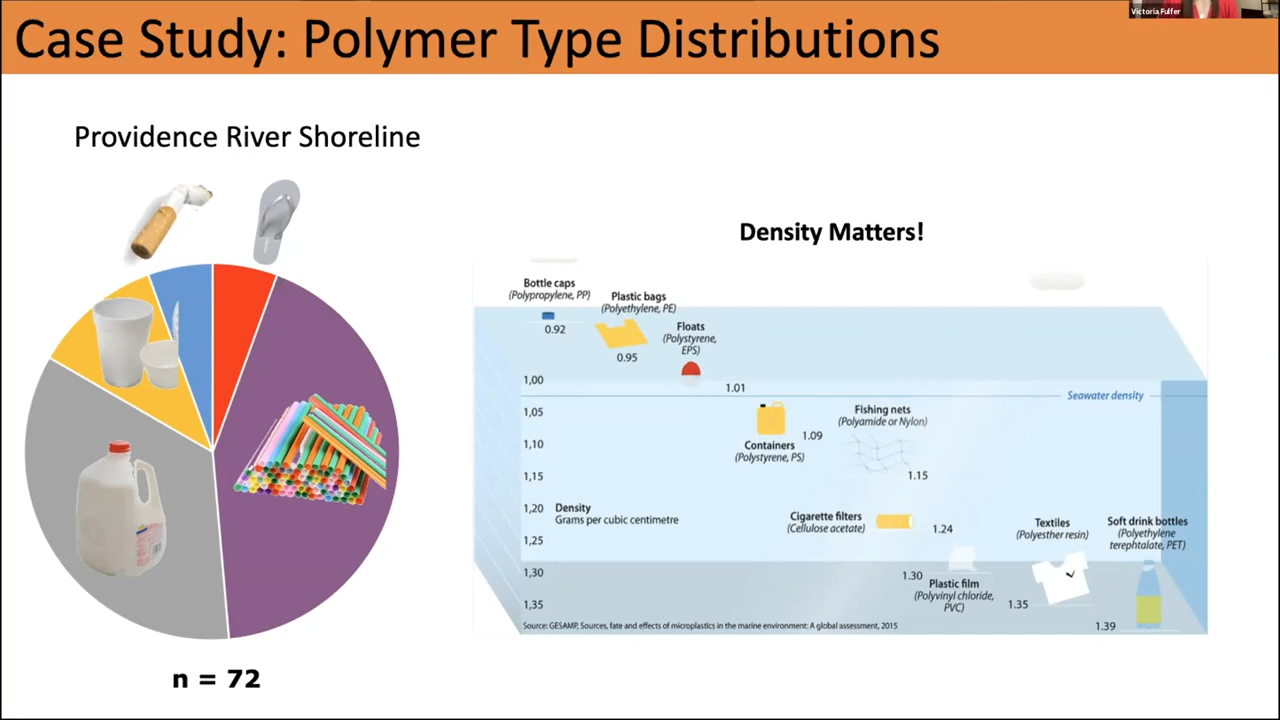 Victoria Fulfer
Case Study: Polymer Type Distributions
Providence River Shoreline
n = 72
Density Matters!
Bottle caps
(Polypropylene, PP)
0.92
Plastic bags
(Polyethylene, PE)
0.95
Floats
(Polystyrene,
EPS)
1.01
Seawater density
1,00
1,05
1,10
1,15
1,20
1,25
1,30
1,35
Density
Grams per cubic centimetre
Containers
(Polystyrene, PS)
1.09
Fishing nets
(Polyamide or Nylon)
1.15
Cigarette filters
(Cellulose acetate)
1.24
1.30
Plastic film
(Polyvinyl chloride,
PVC)
Textiles
(Polyesther resin)
1.35
Soft drink bottles
(Polyethylene
terephtalate, PET)
1.39
Source: GESAMP, Sources, fate and effects of microplastics in the marine environment: A global assessment, 2015